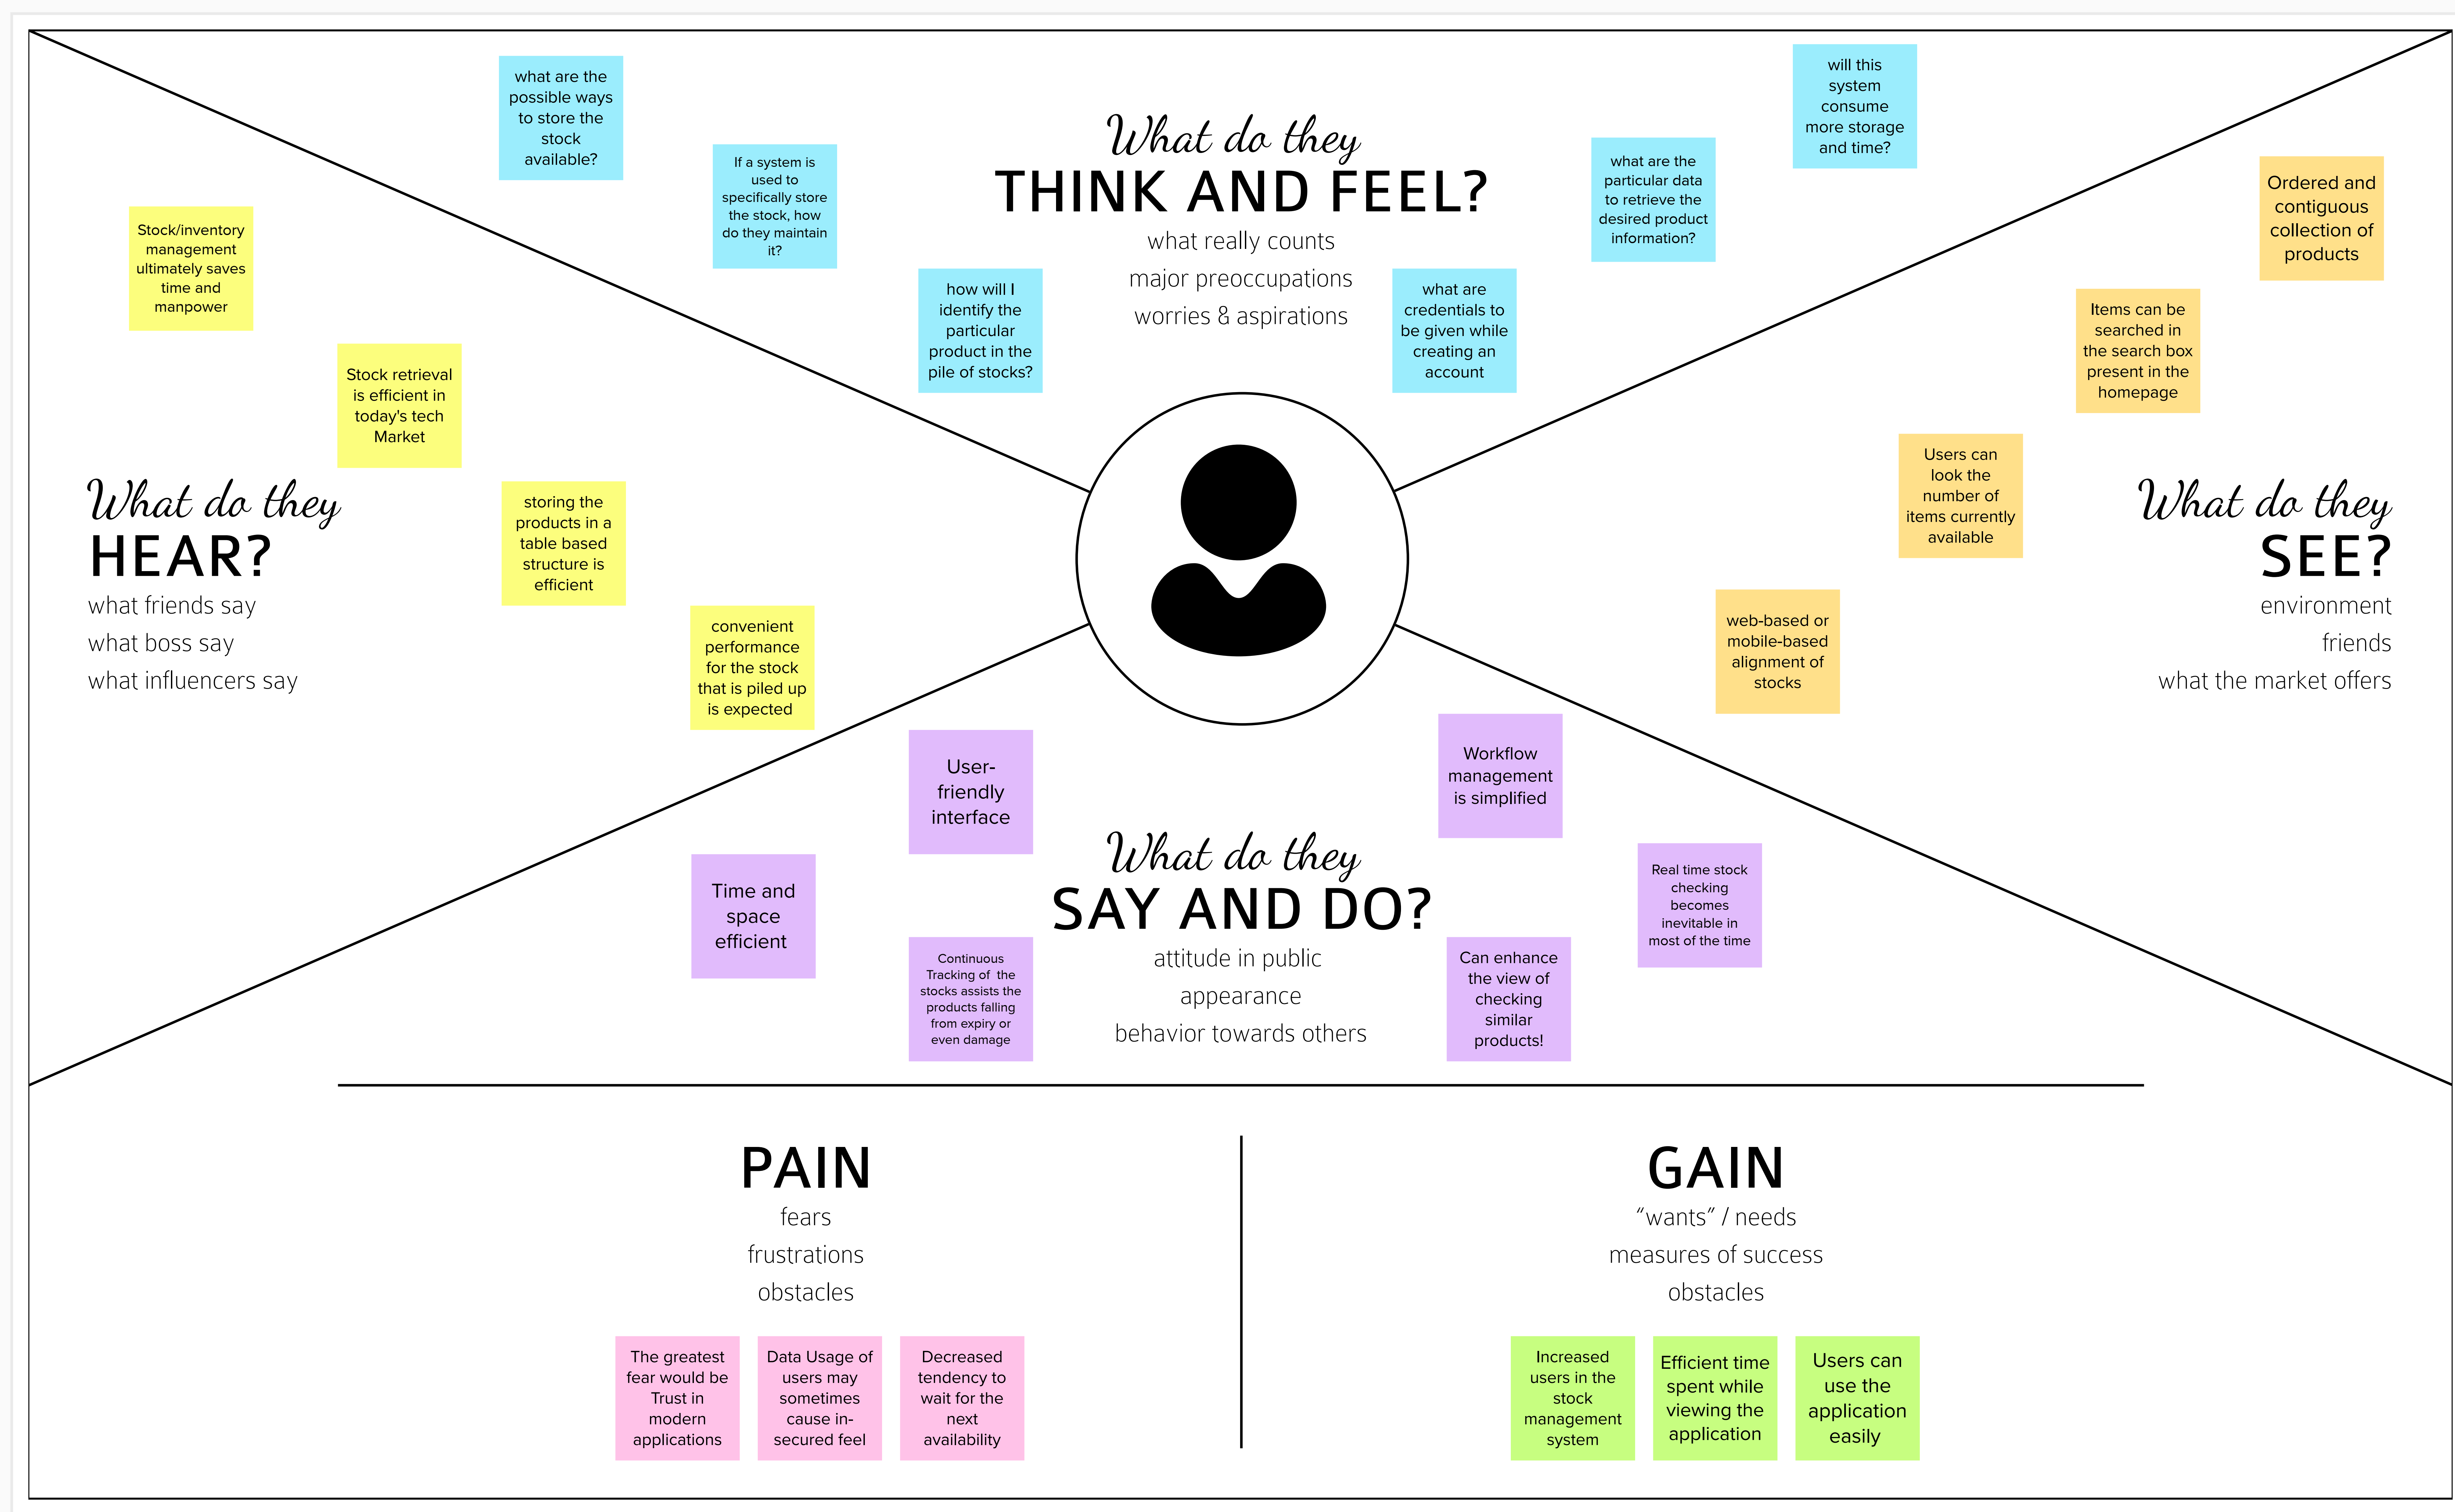 what are the
possible ways
to store the
stock
available?
If a system is
used to
specifically store
the stock, how
do they maintain
it?
how will I
identify the
particular
product in the
pile of stocks?
What do they
THINK AND FEEL?
what really counts
major preoccupations
worries & aspirations
what are
credentials to
be given while
creating an
account
what are the
particular data
to retrieve the
desired product
information?
will this
system
consume
more storage
and time?
Stock/inventory
management
ultimately saves
time and
manpower
Stock retrieval
is efficient in
today's tech
Market
storing the
products in a
table based
structure is
efficient
convenient
performance
for the stock
that is piled up
is expected
What do they
HEAR?
what friends say
what boss say
what influencers say
Ordered and
contiguous
collection of
products
Items can be
searched in
the search box
present in the
homepage
Users can
look the
number of
items currently
available
web-based or
mobile-based
alignment of
stocks
What do they
SEE?
environment
friends
what the market offers
User-
friendly
interface
Time and
space
efficient
Continuous
Tracking of the
stocks assists the
products falling
from expiry or
even damage
What do they
SAY AND DO?
attitude in public
appearance
behavior towards others
Workflow
management
is simplified
Real time stock
checking
becomes
inevitable in
most of the time
Can enhance
the view of
checking
similar
products!
PAIN
fears
frustrations
obstacles
The greatest
fear would be
Trust in
modern
applications
Data Usage of
users may
sometimes
cause in-
secured feel
Decreased
tendency to
wait for the
next
availability
GAIN
“wants” / needs
measures of success
obstacles
Increased
users in the
stock
management
system
Efficient time
spent while
viewing the
application
Users can
use the
application
easily